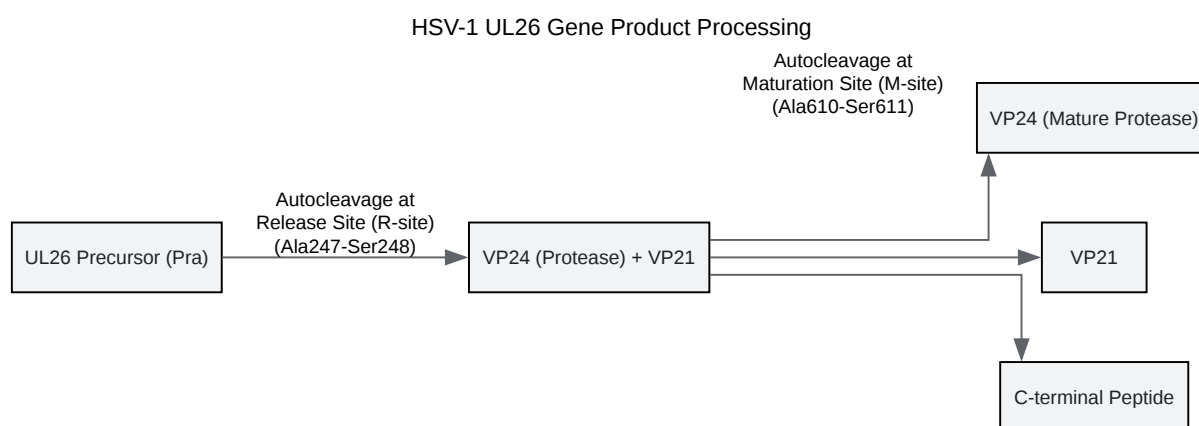 HSV-1 UL26 Gene Product Processing
Autocleavage at
Maturation Site (M-site)
(Ala610-Ser611)
VP24 (Mature Protease)
Autocleavage at
Release Site (R-site)
(Ala247-Ser248)
UL26 Precursor (Pra)
VP24 (Protease) + VP21
VP21
C-terminal Peptide